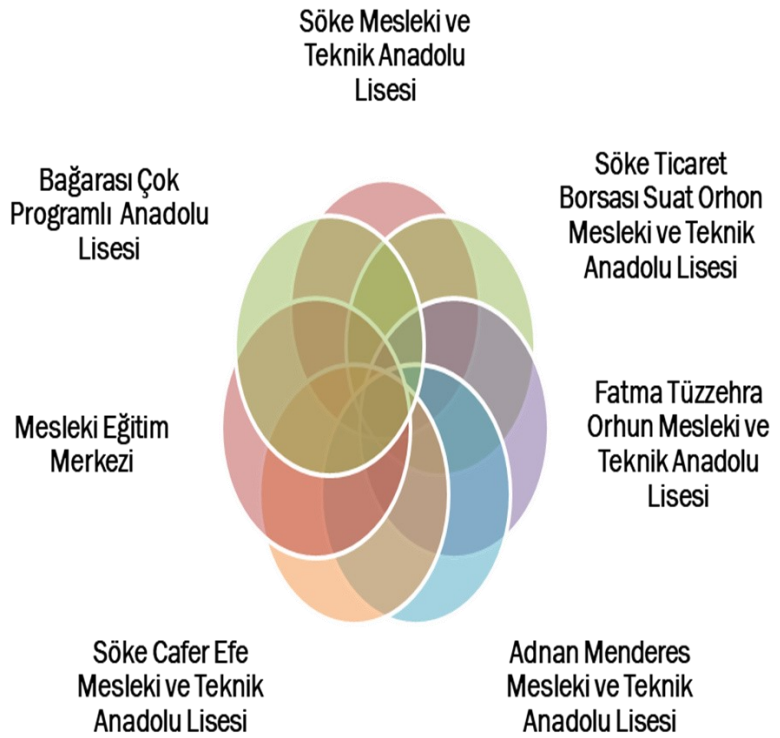 Söke Mesleki ve
Teknik Anadolu
Lisesi
Bağarası Çok
Programlı Anadolu
Lisesi
Söke Ticaret
Borsası Suat Orhon
Mesleki ve Teknik
Anadolu Lisesi
Mesleki Eğitim
Merkezi
Fatma Tüzzehra
Orhun Mesleki ve
Teknik Anadolu
Lisesi
Söke Cafer Efe
Mesleki ve Teknik
Anadolu Lisesi
Adnan Menderes
Mesleki ve Teknik
Anadolu Lisesi